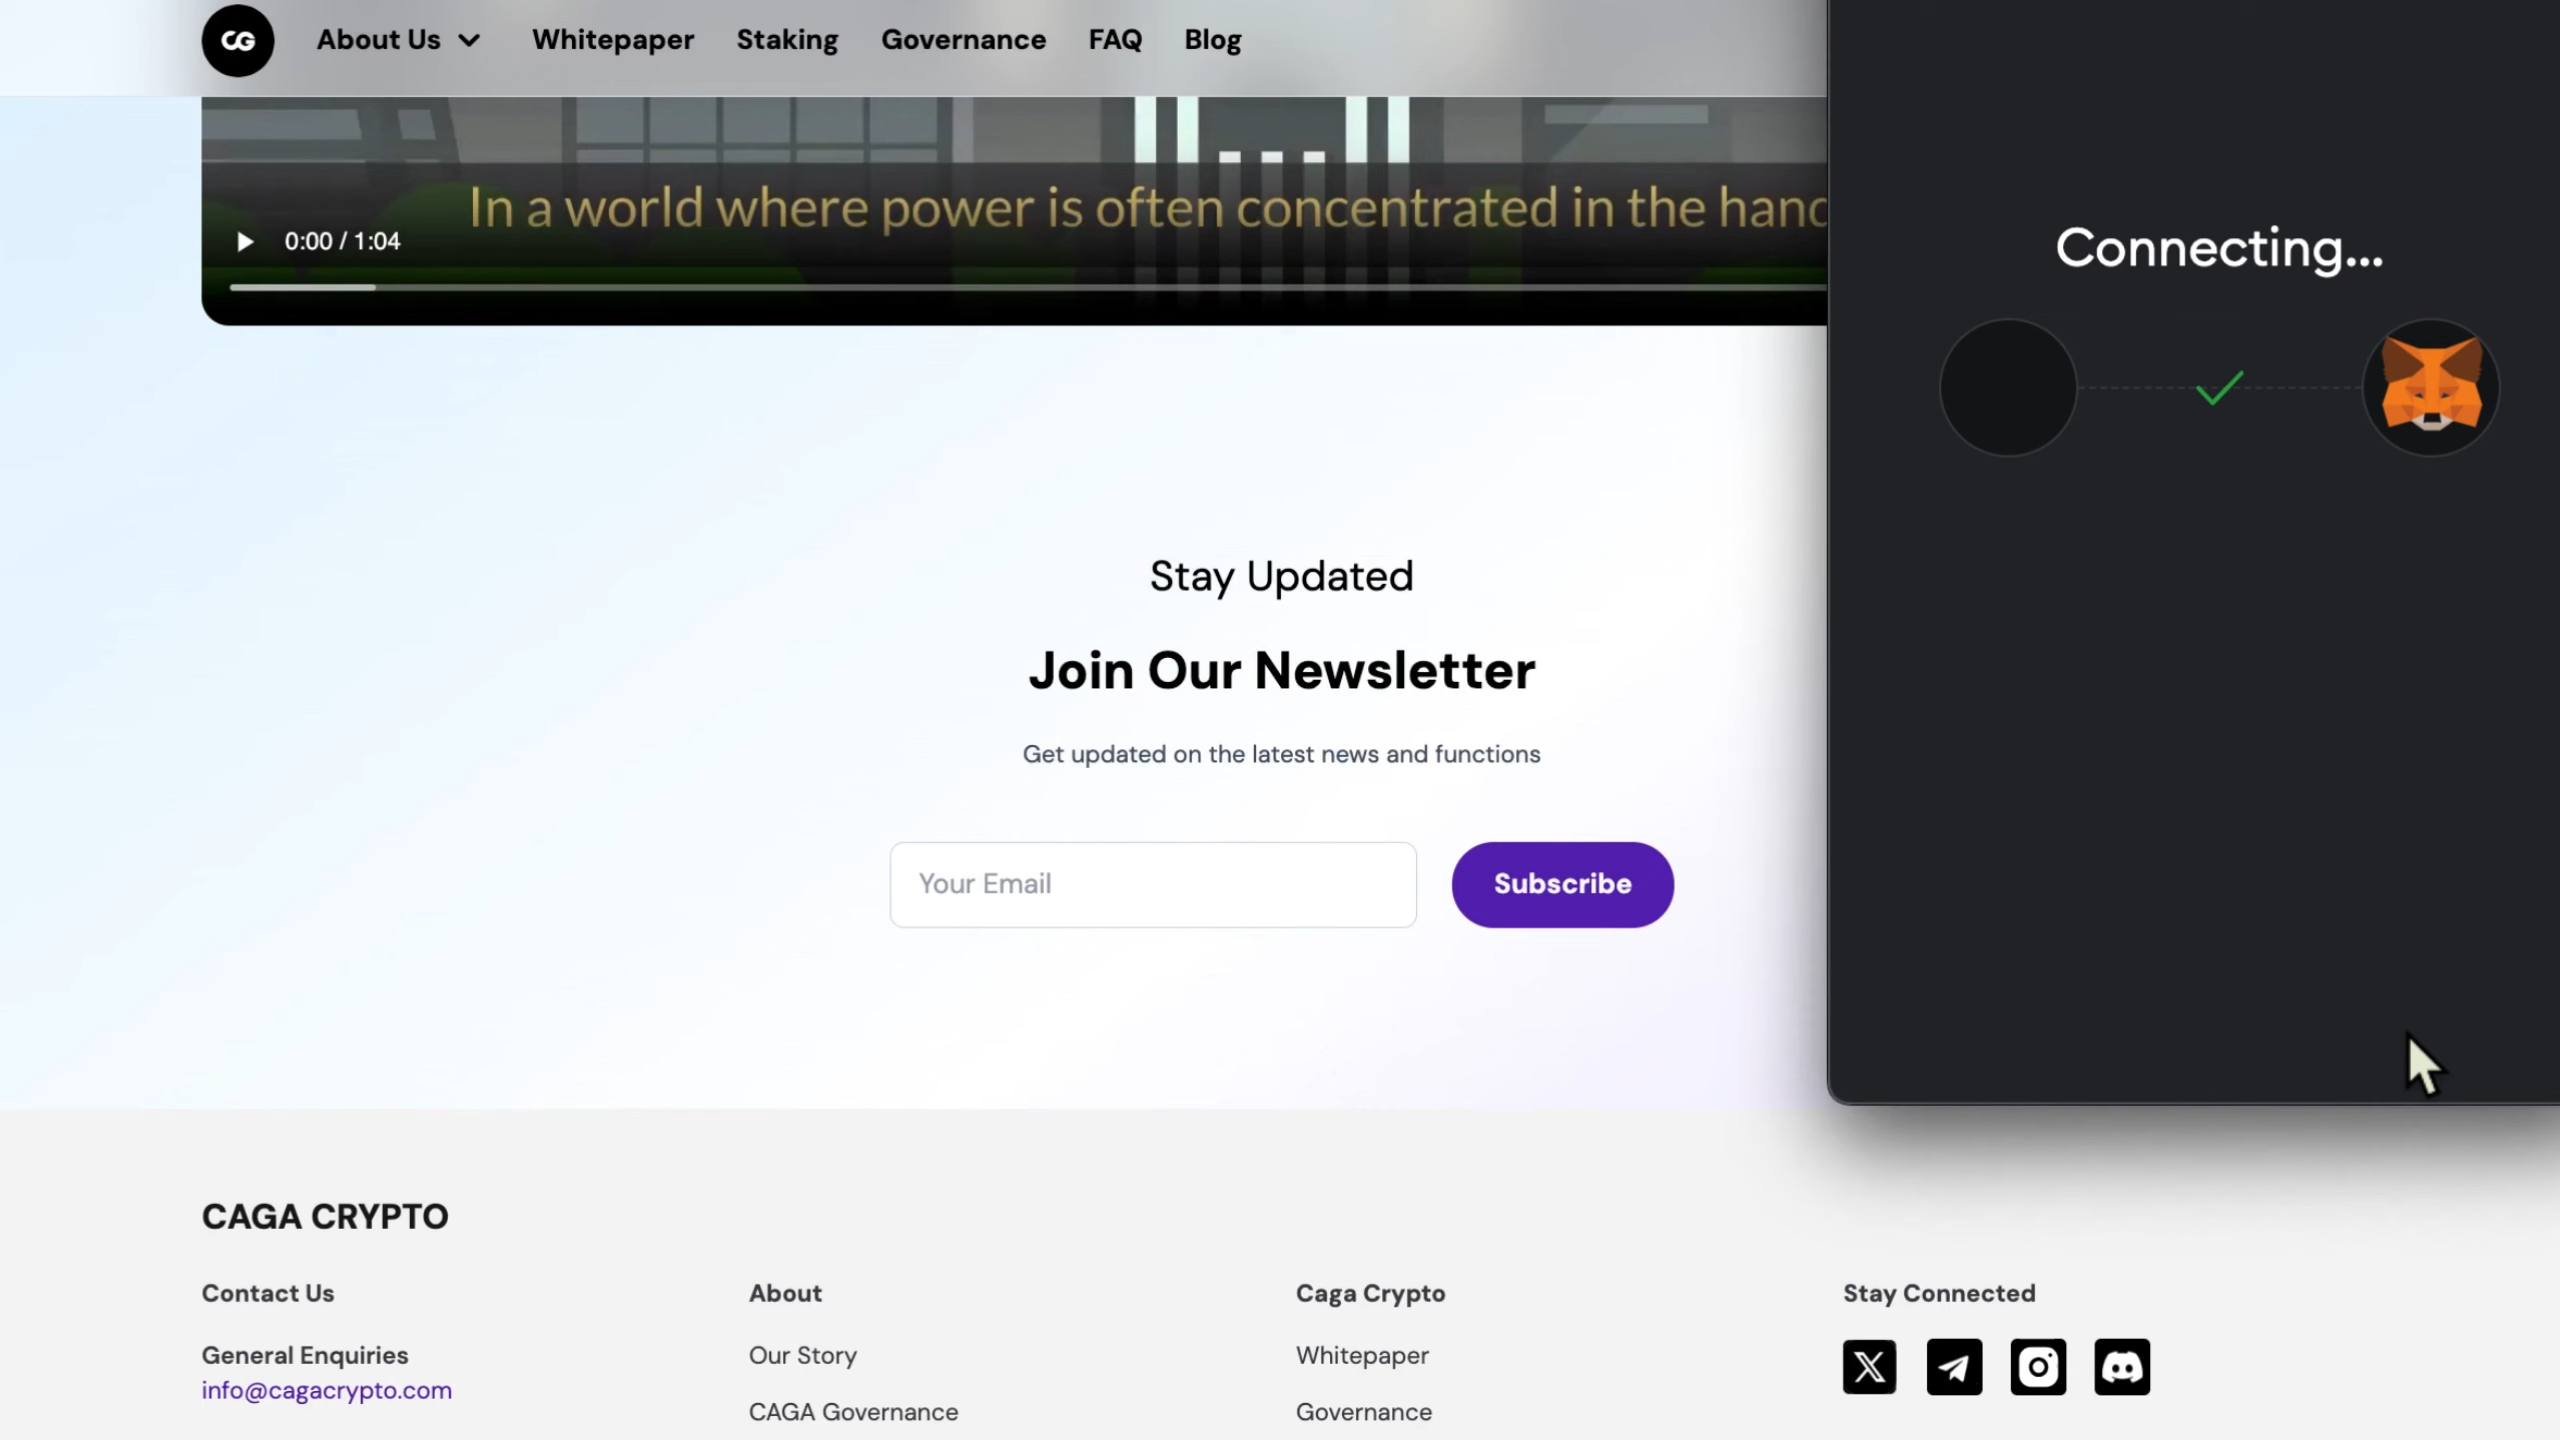 CG
About Us
Whitepaper
Staking
Governance
FAQ
Blog
In a world where power is often concentrated in the
0:00 / 1:04
Connecting...
Stay Updated
Join Our Newsletter
Get updated on the latest news and functions
Your Email
Subscribe
CAGA CRYPTO
Contact Us
General Enquiries
info@cagacrypto.com
About
Our Story
CAGA Governance
Caga Crypto
Whitepaper
Governance
Stay Connected